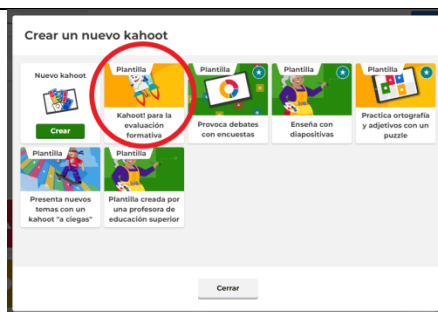 Crear un nuevo kahoot
Nuevo kahoot
Crear
Plantilla
Kahoot! para la
evaluación
formativa
Plantilla
Provoca debates
con encuestas
Plantilla
Enseña con
diapositivas
Plantilla
Practica ortografía
y adjetivos con un
puzzle
Plantilla
Presenta nuevos
temas con un
kahoot "a ciegas"
Plantilla
Plantilla creada por
una profesora de
educación superior
Cerrar